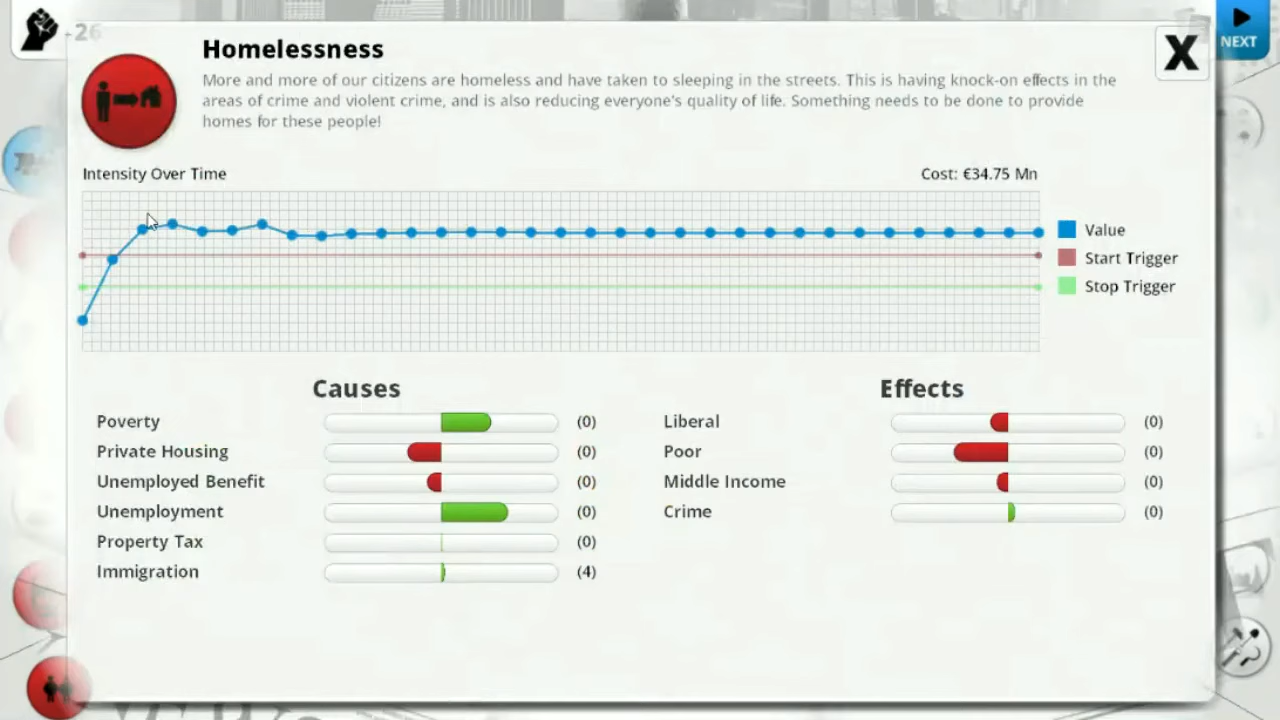 +26
NEXT
Homelessness
X
More and more of our citizens are homeless and have taken to sleeping in the streets. This is having knock-on effects in the
areas of crime and violent crime, and is also reducing everyone's quality of life. Something needs to be done to provide
homes for these people!
Intensity Over Time
Cost: €34.75 Mn
Value
Start Trigger
Stop Trigger
Causes
Poverty (0)
Private Housing (0)
Unemployed Benefit (0)
Unemployment (0)
Property Tax (0)
Immigration (4)
Effects
Liberal (0)
Poor (0)
Middle Income (0)
Crime (0)